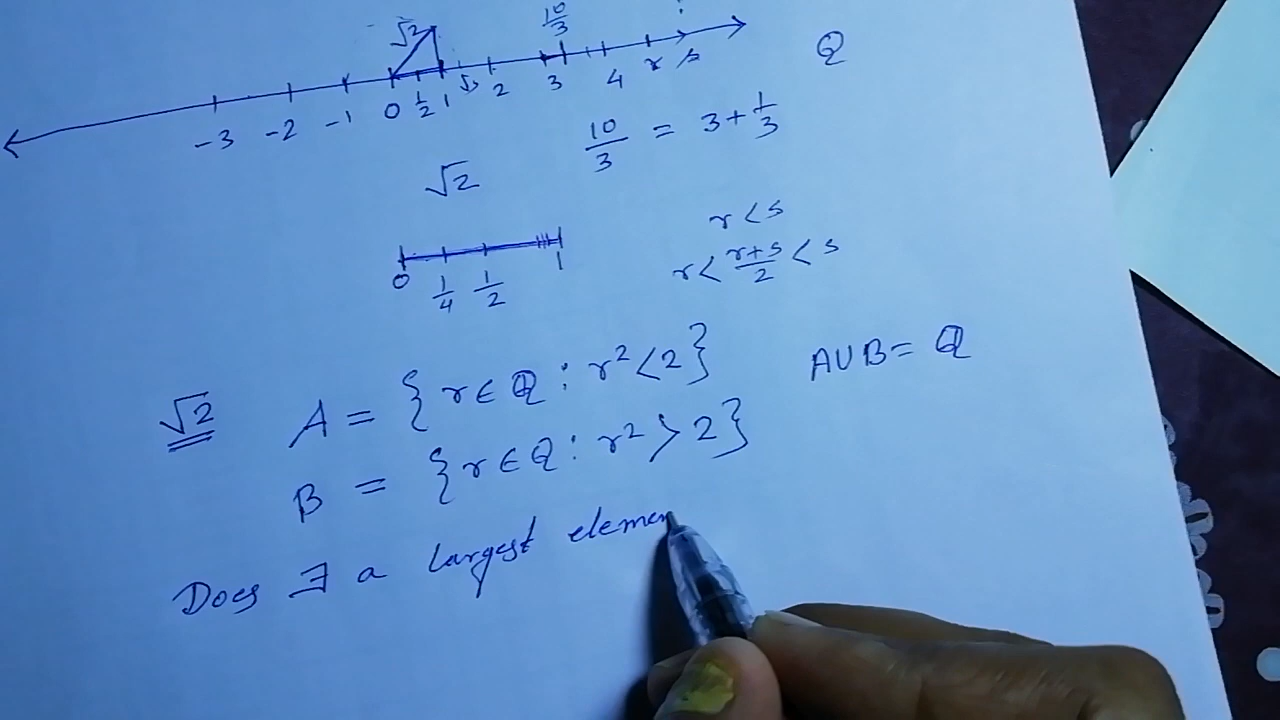 √2 10/3
-3 -2 -1 0 1/2 1 √2 2 3 4 r s Q
10/3 = 3 + 1/3
√2
r < s
0 1/4 1/2 1 r < (r+s)/2 < s
√2 A = { r ∈ Q : r² < 2 } A∪B = Q
B = { r ∈ Q : r² > 2 }
Does ∃ a largest elemen